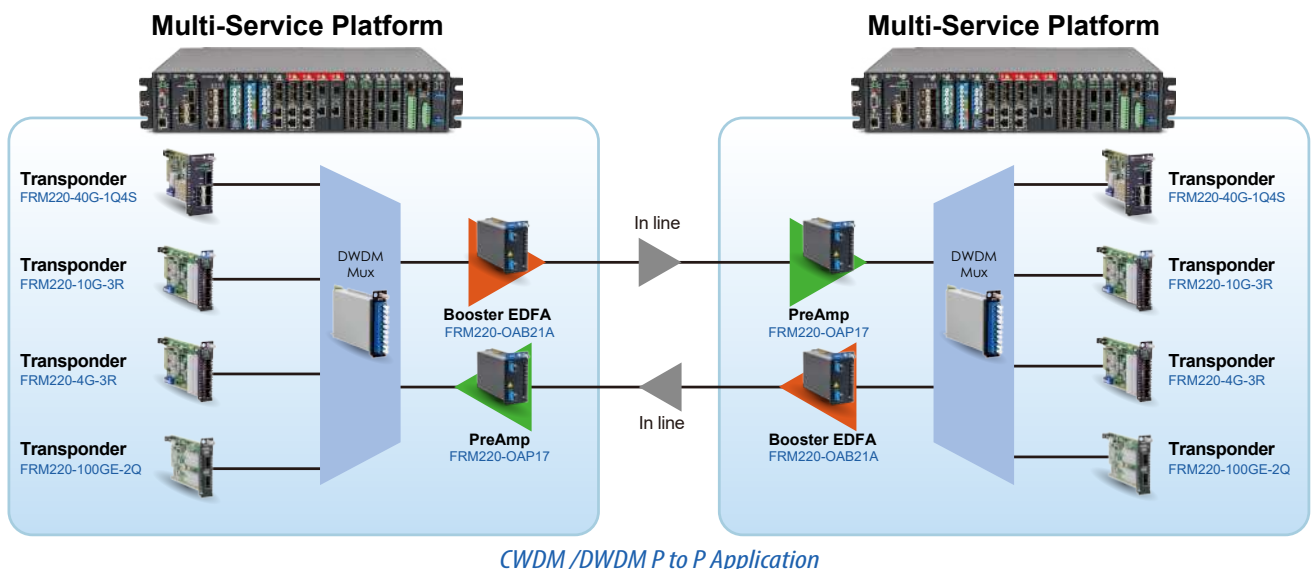 Multi-Service Platform
Multi-Service Platform
Transponder
FRM220-40G-1Q4S
Transponder
FRM220-10G-3R
Transponder
FRM220-4G-3R
Transponder
FRM220-100GE-2Q
DWDM
Mux
Booster EDFA
FRM220-OAB21A
PreAmp
FRM220-OAP17
In line
In line
PreAmp
FRM220-OAP17
Booster EDFA
FRM220-OAB21A
DWDM
Mux
Transponder
FRM220-40G-1Q4S
Transponder
FRM220-10G-3R
Transponder
FRM220-4G-3R
Transponder
FRM220-100GE-2Q
CWDM /DWDM P to P Application